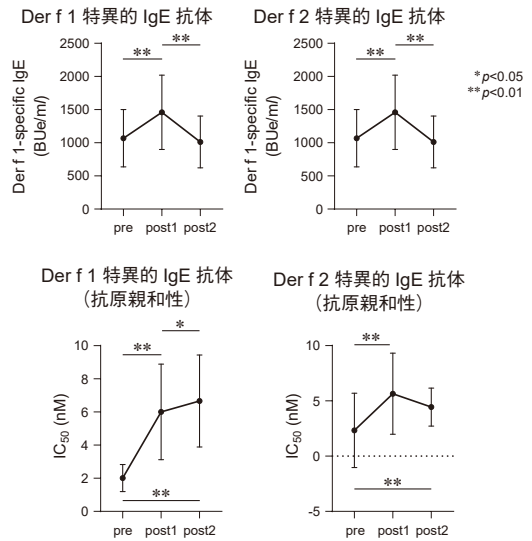 Der f 1 特異的 IgE 抗体
Der f 1-specific IgE
(BUe/ml)
2500
2000
1500
1000
500
0
**
**
pre
post1
post2
Der f 2 特異的 IgE 抗体
Der f 1-specific IgE
(BUe/ml)
2500
2000
1500
1000
500
0
**
**
pre
post1
post2
*p<0.05
**p<0.01
Der f 1 特異的 IgE 抗体
(抗原親和性)
IC50 (nM)
10
8
6
4
2
0
**
*
**
pre
post1
post2
Der f 2 特異的 IgE 抗体
(抗原親和性)
IC50 (nM)
10
5
0
-5
**
**
pre
post1
post2